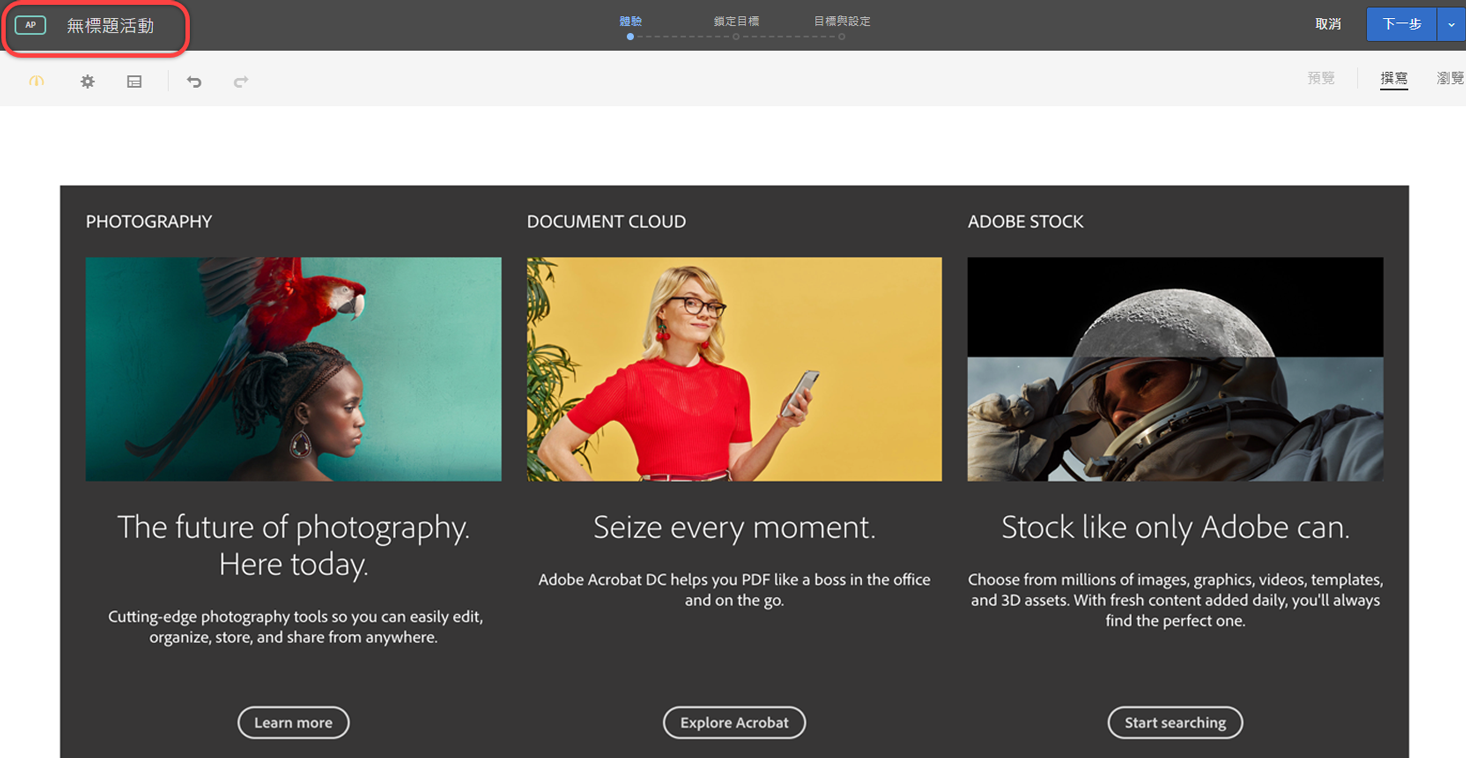 AP 無標題活動
體驗 鎖定目標 目標與設定
取消 下一步
預覽 撰寫 瀏覽
PHOTOGRAPHY
The future of photography.
Here today.
Cutting-edge photography tools so you can easily edit,
organize, store, and share from anywhere.
Learn more
DOCUMENT CLOUD
Seize every moment.
Adobe Acrobat DC helps you PDF like a boss in the office
and on the go.
Explore Acrobat
ADOBE STOCK
Stock like only Adobe can.
Choose from millions of images, graphics, videos, templates,
and 3D assets. With fresh content added daily, you'll always
find the perfect one.
Start searching